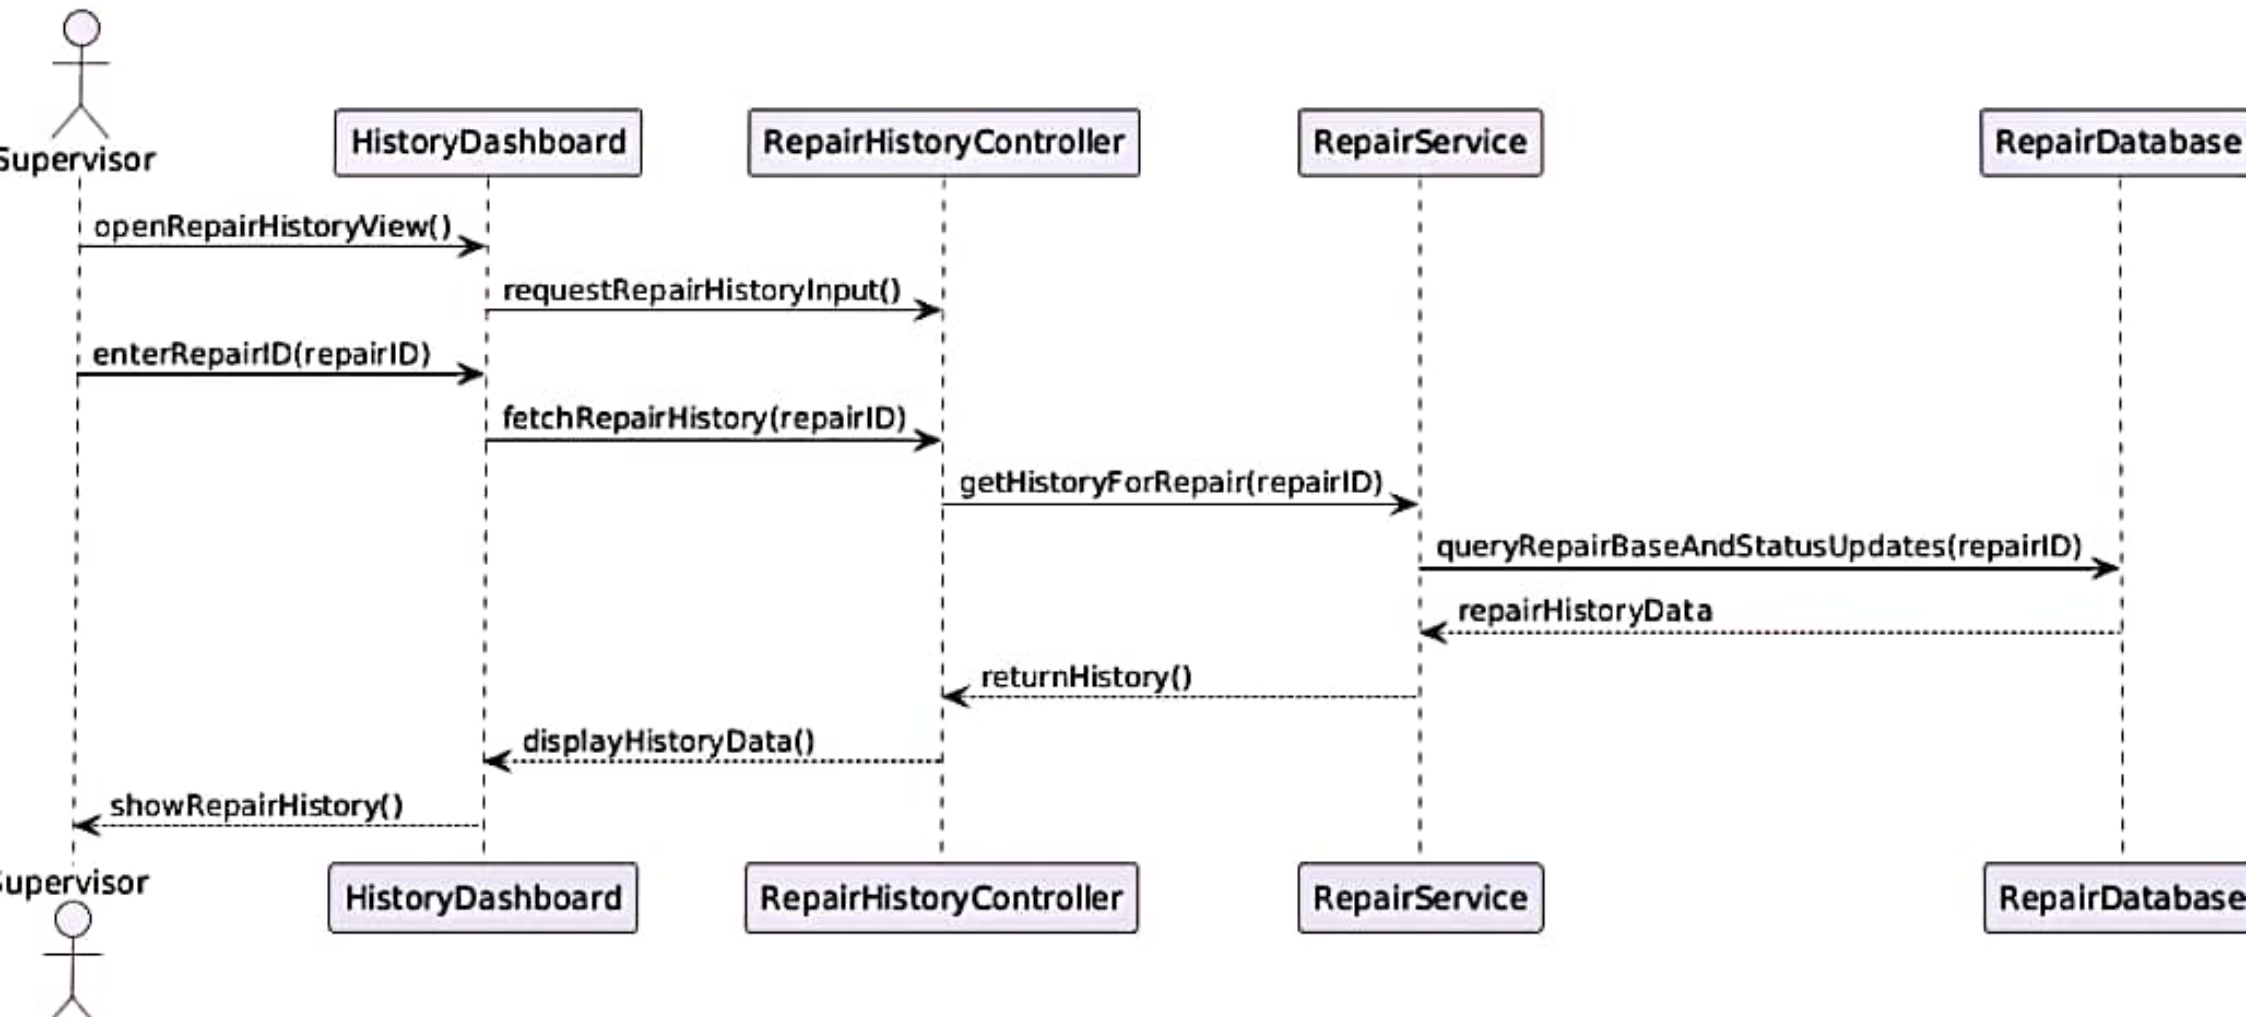 Supervisor
HistoryDashboard
RepairHistoryController
RepairService
RepairDatabase
openRepairHistoryView()
requestRepairHistoryInput()
enterRepairID(repairID)
fetchRepairHistory(repairID)
getHistoryForRepair(repairID)
queryRepairBaseAndStatusUpdates(repairID)
repairHistoryData
returnHistory()
displayHistoryData()
showRepairHistory()
Supervisor
HistoryDashboard
RepairHistoryController
RepairService
RepairDatabase